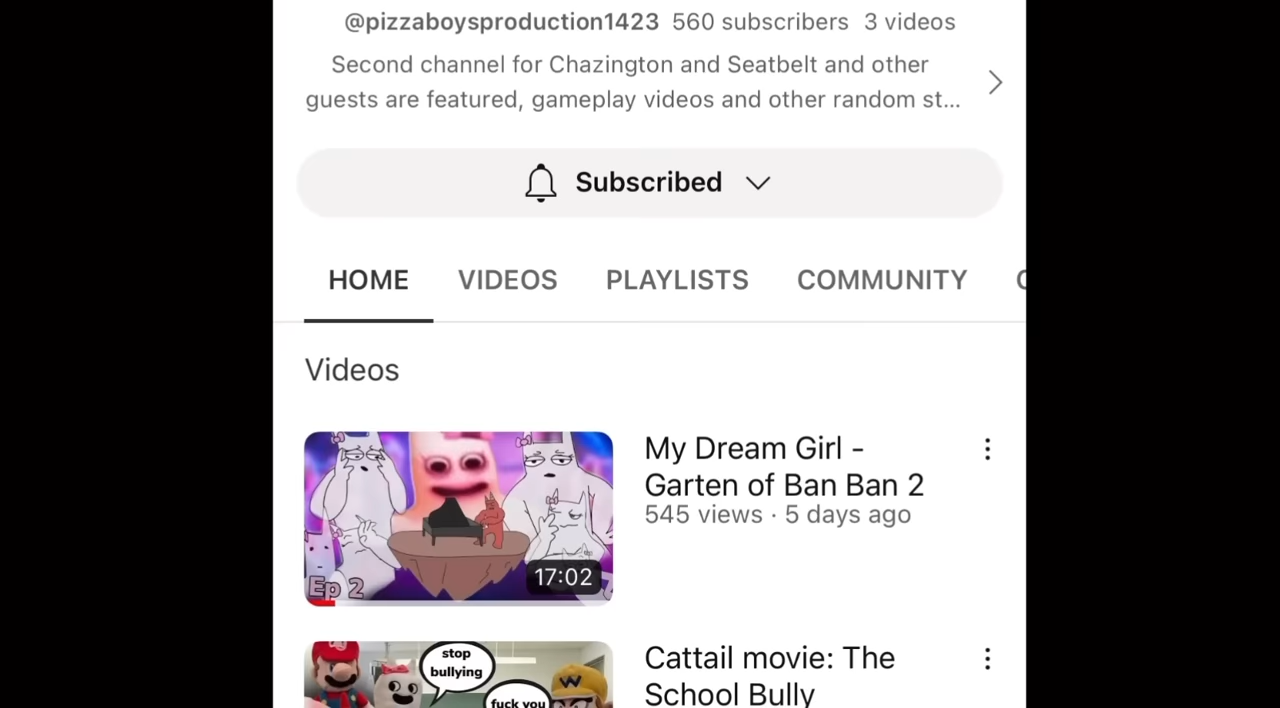 @pizzaboysproduction1423 560 subscribers 3 videos
Second channel for Chazington and Seatbelt and other
guests are featured, gameplay videos and other random st...
Subscribed
HOME VIDEOS PLAYLISTS COMMUNITY
Videos
My Dream Girl -
Garten of Ban Ban 2
545 views · 5 days ago
Ep 2
17:02
Cattail movie: The
School Bully
stop
bullying
fuck you
W